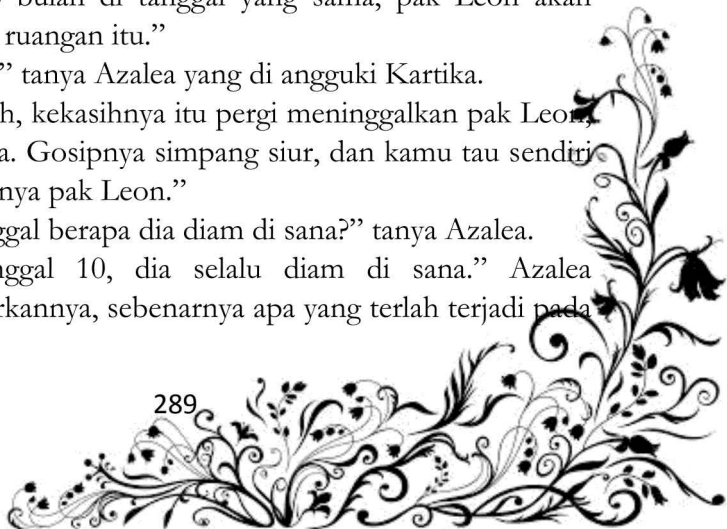 bulan di tanggal yang sama, pak Leon akan
ruangan itu.”
” tanya Azalea yang di angguki Kartika.
h, kekasihnya itu pergi meninggalkan pak Leon,
a. Gosipnya simpang siur, dan kamu tau sendiri
nya pak Leon.”
ggal berapa dia diam di sana?” tanya Azalea.
nggal 10, dia selalu diam di sana.” Azalea
rkannya, sebenarnya apa yang terlah terjadi pada
289